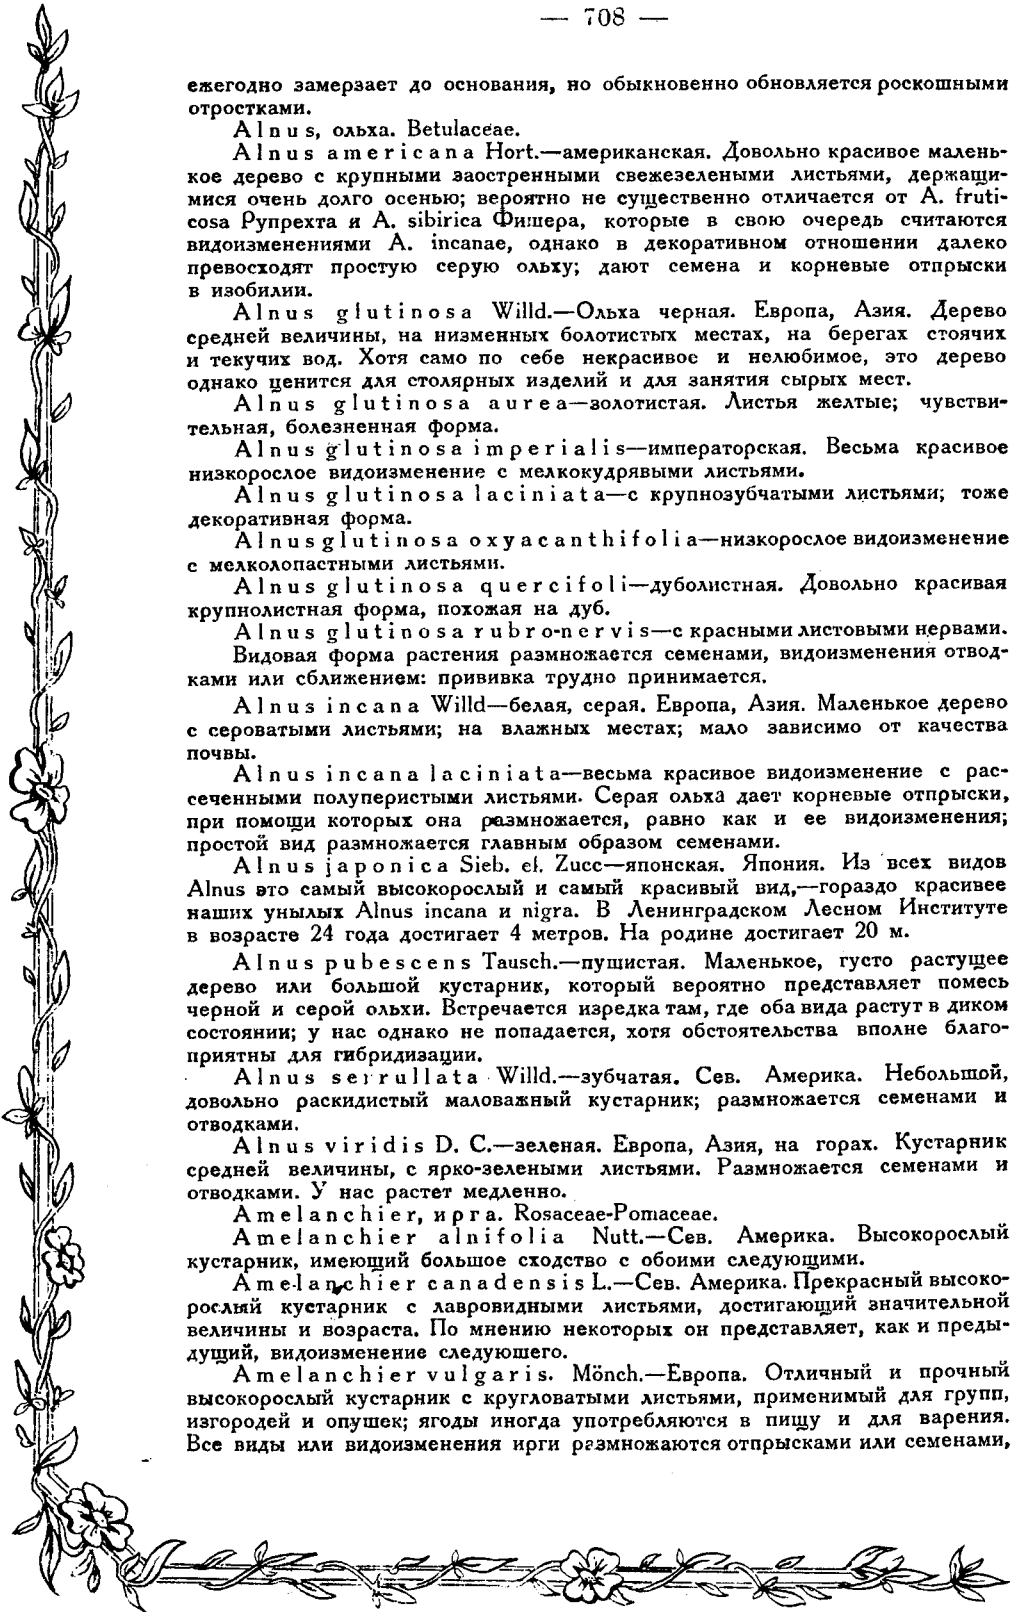 — 708 —
ежегодно замерзает до основания, но обыкновенно обновляется роскошными
отростками.
Alnus, ольха. Betulaceae.
Alnus americana Hort.—американская. Довольно красивое малень-
кое дерево с крупными заостренными свежезелеными листьями, держащи-
мися очень долго осенью; вероятно не существенно отличается от A. fruti-
cosa Рупрехта и A. sibirica Фишера, которые в свою очередь считаются
видоизменениями A. incanae, однако в декоративном отношении далеко
превосходят простую серую ольху; дают семена и корневые отпрыски
в изобилии.
Alnus glutinosa Willd.—Ольха черная. Европа, Азия. Дерево
средней величины, на низменных болотистых местах, на берегах стоячих
и текучих вод. Хотя само по себе некрасивое и нелюбимое, это дерево
однако ценится для столярных изделий и для занятия сырых мест.
Alnus glutinosa aurea—золотистая. Листья желтые; чувстви-
тельная, болезненная форма.
Alnus glutinosa imperialis—императорская. Весьма красивое
низкорослое видоизменение с мелкокудрявыми листьями.
Alnus glutinosa laciniata—с крупнозубчатыми листьями; тоже
декоративная форма.
Alnus glutinosa oxyacanthifolia—низкорослое видоизменение
с мелколопастными листьями.
Alnus glutinosa quercifoli—дуболистная. Довольно красивая
крупнолистная форма, похожая на дуб.
Alnus glutinosa rubro-nervis—с красными листовыми нервами.
Видовая форма растения размножается семенами, видоизменения отвод-
ками или сближением: прививка трудно принимается.
Alnus incana Willd—белая, серая. Европа, Азия. Маленькое дерево
с сероватыми листьями; на влажных местах; мало зависимо от качества
почвы.
Alnus incana laciniata—весьма красивое видоизменение с рас-
сеченными полуперистыми листьями. Серая ольха дает корневые отпрыски,
при помощи которых она размножается, равно как и ее видоизменения;
простой вид размножается главным образом семенами.
Alnus japonica Sieb. et. Zucc—японская. Япония. Из всех видов
Alnus это самый высокорослый и самый красивый вид,—гораздо красивее
наших унылых Alnus incana и nigra. В Ленинградском Лесном Институте
в возрасте 24 года достигает 4 метров. На родине достигает 20 м.
Alnus pubescens Tausch.—пушистая. Маленькое, густо растущее
дерево или большой кустарник, который вероятно представляет помесь
черной и серой ольхи. Встречается изредка там, где оба вида растут в диком
состоянии; у нас однако не попадается, хотя обстоятельства вполне благо-
приятны для гибридизации.
Alnus serrullata Willd.—зубчатая. Сев. Америка. Небольшой,
довольно раскидистый маловажный кустарник; размножается семенами и
отводками.
Alnus viridis D. C.—зеленая. Европа, Азия, на горах. Кустарник
средней величины, с ярко-зелеными листьями. Размножается семенами и
отводками. У нас растет медленно.
Amelanchier, ирга. Rosaceae-Pomaceae.
Amelanchier alnifolia Nutt.—Сев. Америка. Высокорослый
кустарник, имеющий большое сходство с обоими следующими.
Amelanchier canadensis L.—Сев. Америка. Прекрасный высоко-
рослый кустарник с лавровидными листьями, достигающий значительной
величины и возраста. По мнению некоторых он представляет, как и преды-
дущий, видоизменение следующего.
Amelanchier vulgaris. Mönch.—Европа. Отличный и прочный
высокорослый кустарник с кругловатыми листьями, применимый для групп,
изгородей и опушек; ягоды иногда употребляются в пищу и для варения.
Все виды или видоизменения ирги размножаются отпрысками или семенами,